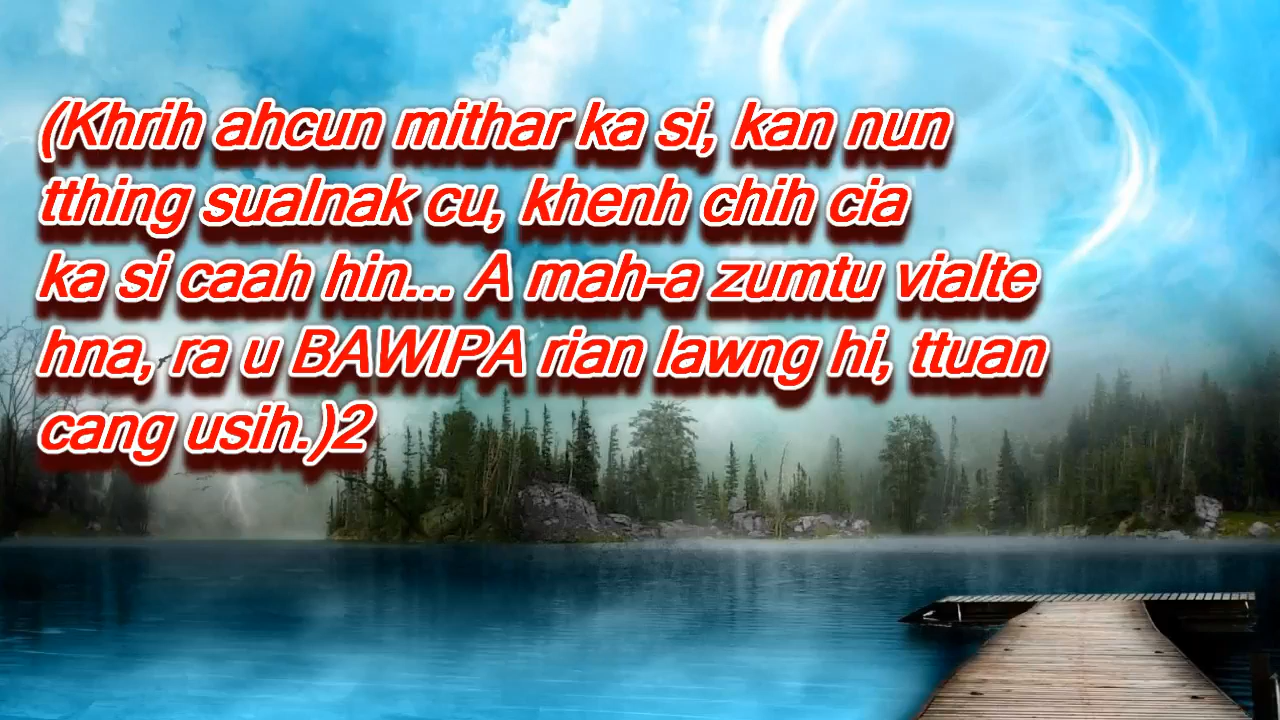 (Khrih ahcun mithar ka si, kan nun
tthing sualnak cu, khenh chih cia
ka si caah hin... A mah-a zumtu vialte
hna, ra u BAWIPA rian lawng hi, ttuan
cang usih.)2